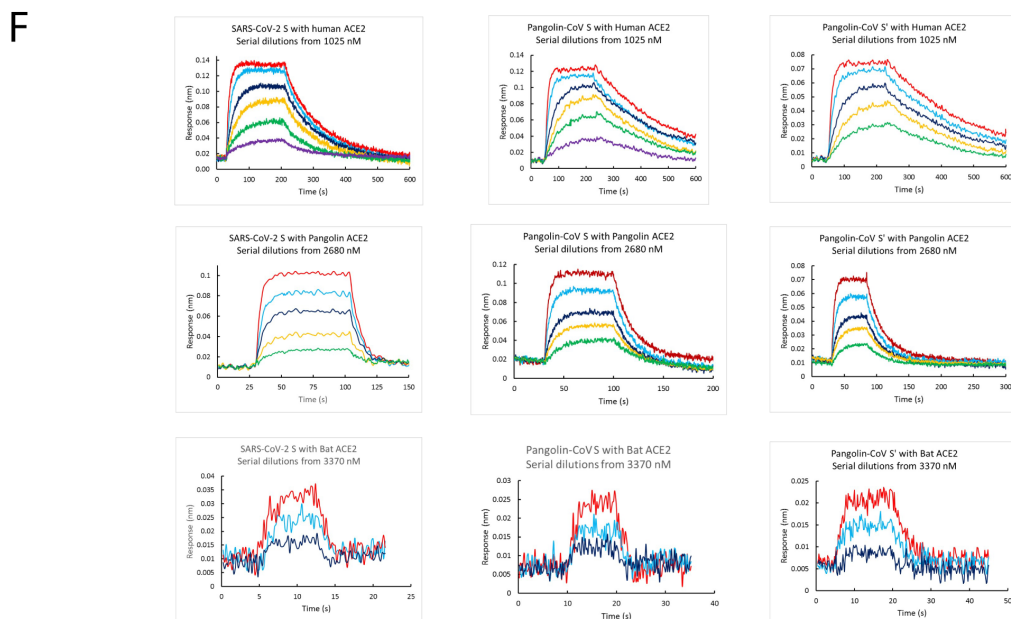 F
SARS-CoV-2 S with human ACE2
Serial dilutions from 1025 nM
Response (nm)
0.16
0.14
0.12
0.10
0.08
0.06
0.04
0.02
0.00
0 100 200 300 400 500 600
Time (s)
Pangolin-CoV S with Human ACE2
Serial dilutions from 1025 nM
Response (nm)
0.14
0.12
0.1
0.08
0.06
0.04
0.02
0
0 100 200 300 400 500 600
Time (s)
Pangolin-CoV S' with Human ACE2
Serial dilutions from 1025 nM
Response (nm)
0.08
0.07
0.06
0.05
0.04
0.03
0.02
0.01
0
0 100 200 300 400 500 600
Time (s)
SARS-CoV-2 S with Pangolin ACE2
Serial dilutions from 2680 nM
Response (nm)
0.1
0.08
0.06
0.04
0.02
0
0 25 50 75 100 125 150
Time (s)
Pangolin-CoV S with Pangolin ACE2
Serial dilutions from 2680 nM
Response (nm)
0.12
0.1
0.08
0.06
0.04
0.02
0
0 50 100 150 200
Time (s)
Pangolin-CoV S' with Pangolin ACE2
Serial dilutions from 2680 nM
Response (nm)
0.08
0.07
0.06
0.05
0.04
0.03
0.02
0.01
0
0 50 100 150 200 250 300
Time (s)
SARS-CoV-2 S with Bat ACE2
Serial dilutions from 3370 nM
Response (nm)
0.04
0.035
0.03
0.025
0.02
0.015
0.01
0.005
0
0 5 10 15 20 25
Time (s)
Pangolin-CoV S with Bat ACE2
Serial dilutions from 3370 nM
Response (nm)
0.03
0.025
0.02
0.015
0.01
0.005
0
0 10 20 30 40
Time (s)
Pangolin-CoV S' with Bat ACE2
Serial dilutions from 3370 nM
Response (nm)
0.03
0.025
0.02
0.015
0.01
0.005
0
0 10 20 30 40 50
Time (s)